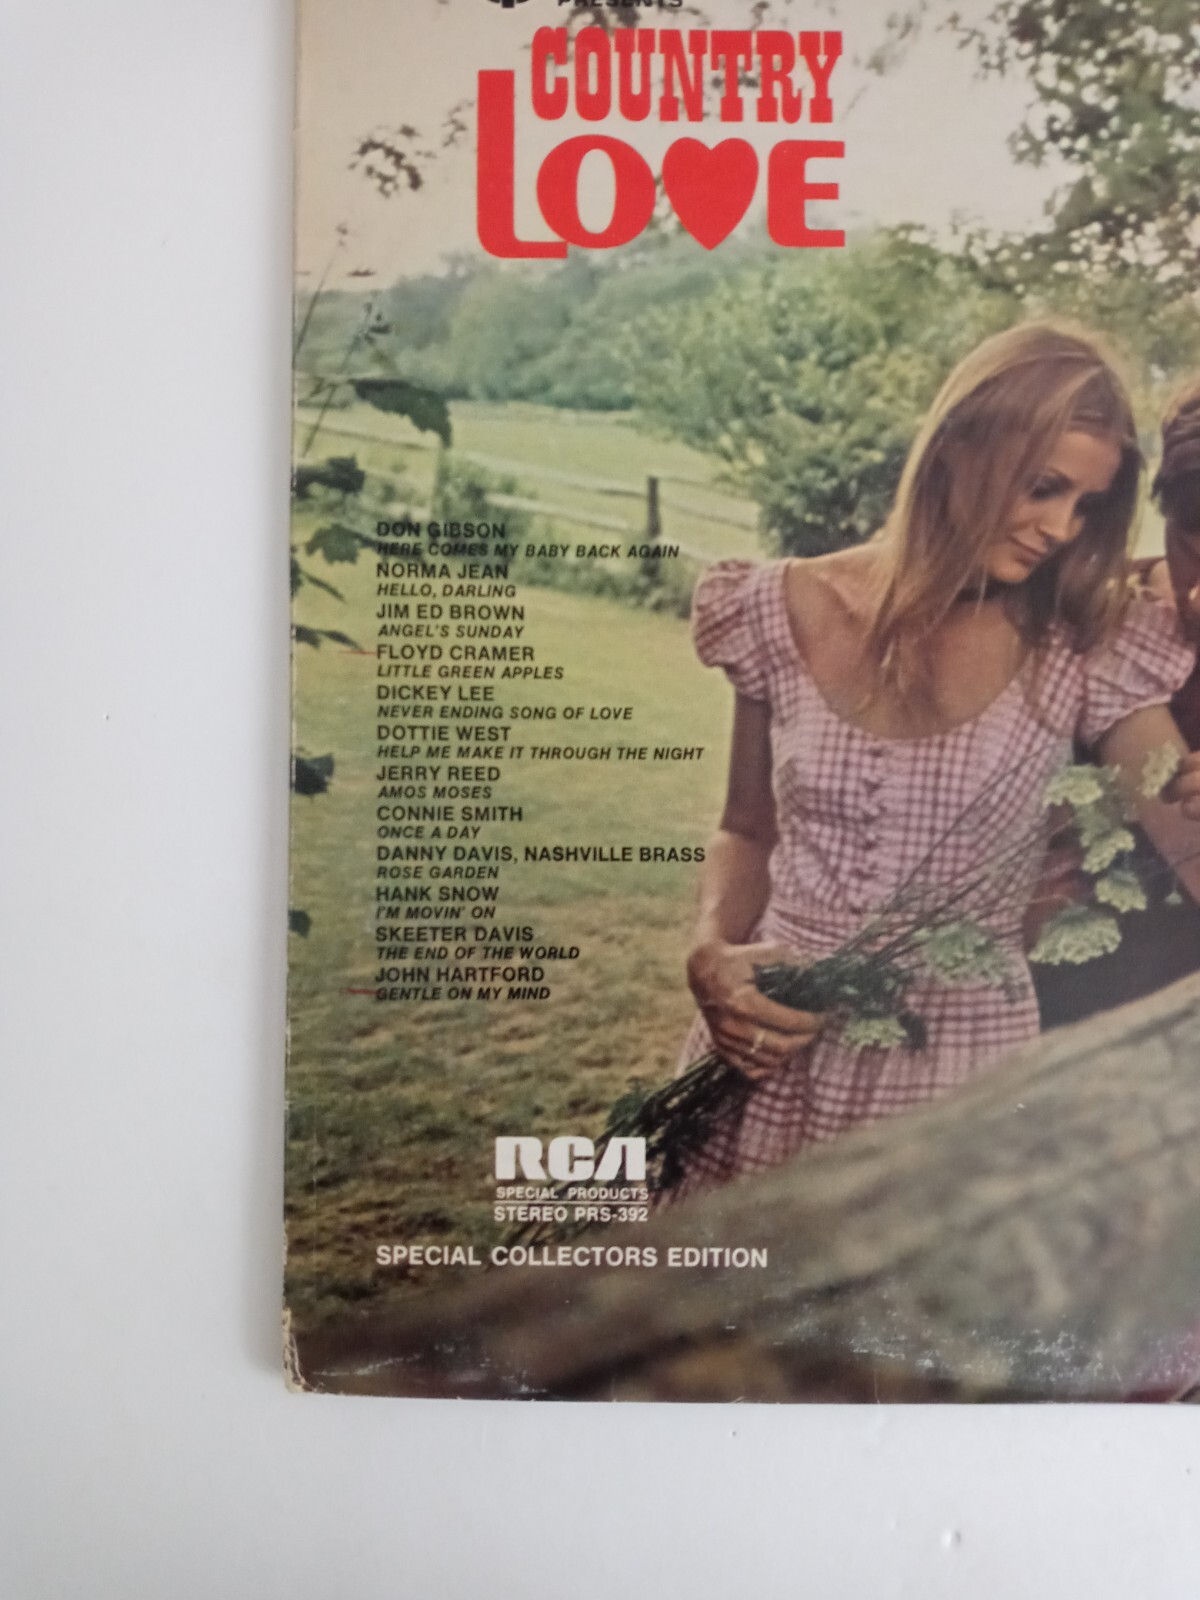 PRESENTS
COUNTRY
LOVE
DON GIBSON
HERE COMES MY BABY BACK AGAIN
NORMA JEAN
HELLO, DARLING
JIM ED BROWN
ANGEL'S SUNDAY
FLOYD CRAMER
LITTLE GREEN APPLES
DICKEY LEE
NEVER ENDING SONG OF LOVE
DOTTIE WEST
HELP ME MAKE IT THROUGH THE NIGHT
JERRY REED
AMOS MOSES
CONNIE SMITH
ONCE A DAY
DANNY DAVIS, NASHVILLE BRASS
ROSE GARDEN
HANK SNOW
I'M MOVIN' ON
SKEETER DAVIS
THE END OF THE WORLD
JOHN HARTFORD
GENTLE ON MY MIND
RCA
SPECIAL PRODUCTS
STEREO PRS-392
SPECIAL COLLECTORS EDITION